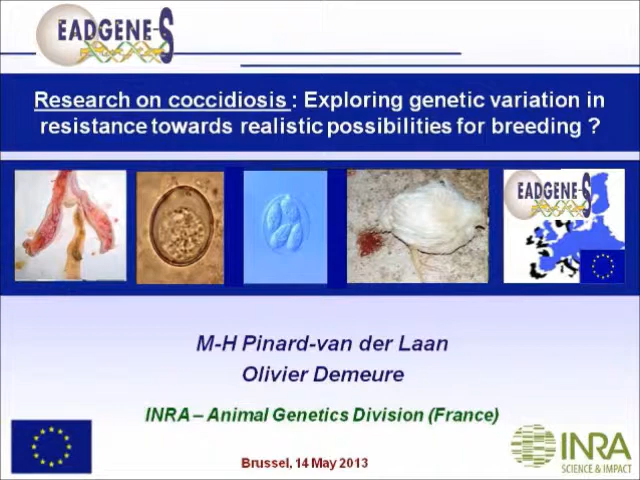 EADGENE-S
Research on coccidiosis : Exploring genetic variation in
resistance towards realistic possibilities for breeding ?
EADGENE-S
M-H Pinard-van der Laan
Olivier Demeure
INRA – Animal Genetics Division (France)
INRA
SCIENCE & IMPACT
Brussel, 14 May 2013